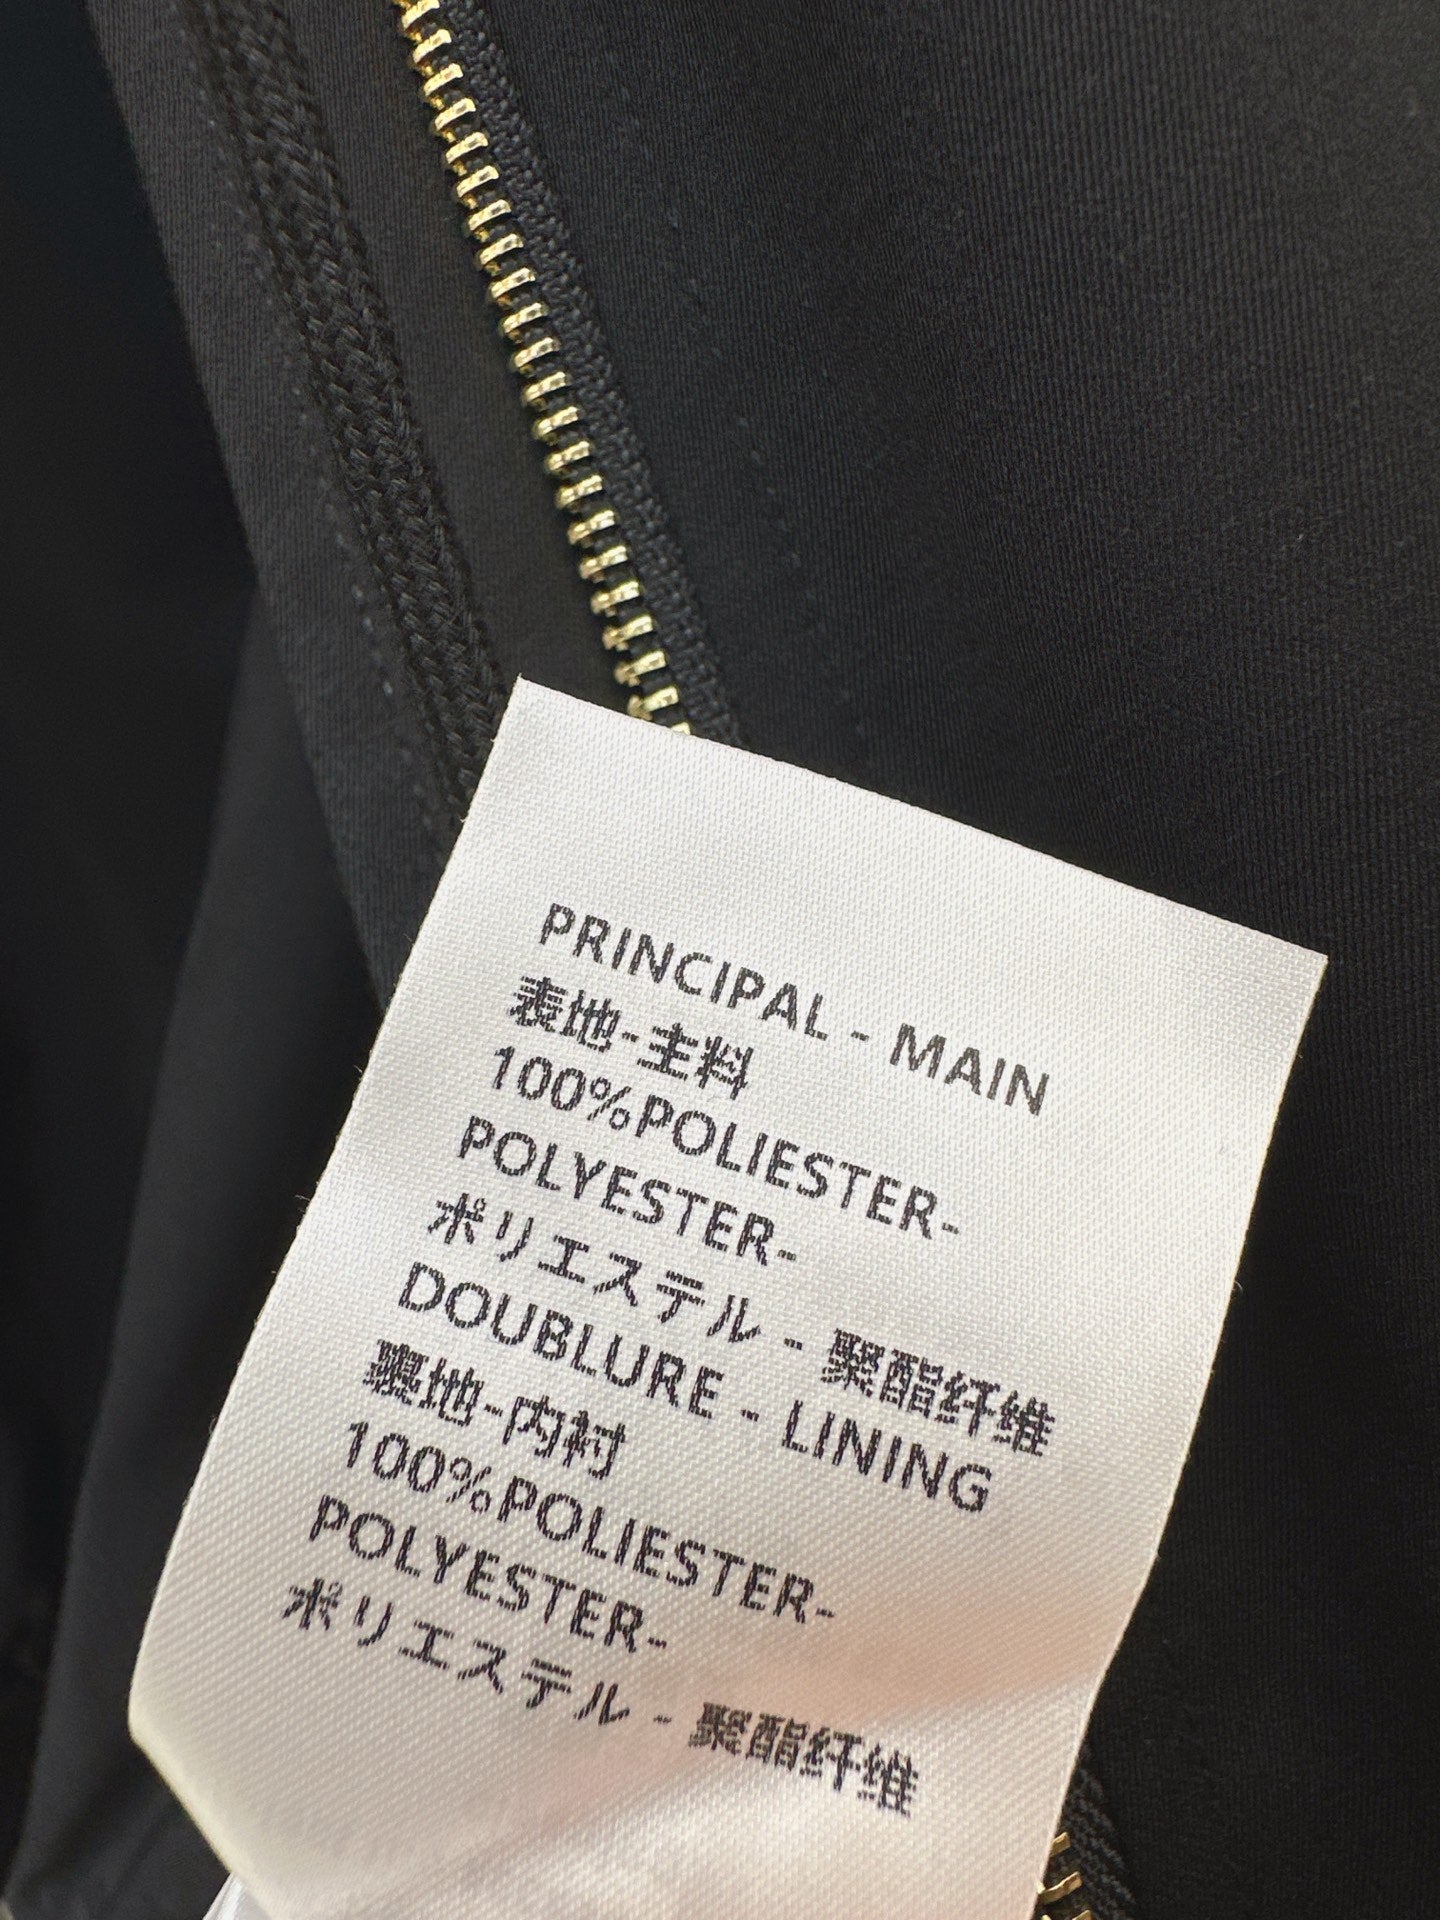 PRINCIPAL - MAIN
表地-主料
100%POLIESTER-
POLYESTER-
ポリエステル - 聚酯纤维
DOUBLURE - LINING
裏地-内衬
100%POLIESTER-
POLYESTER-
ポリエステル - 聚酯纤维